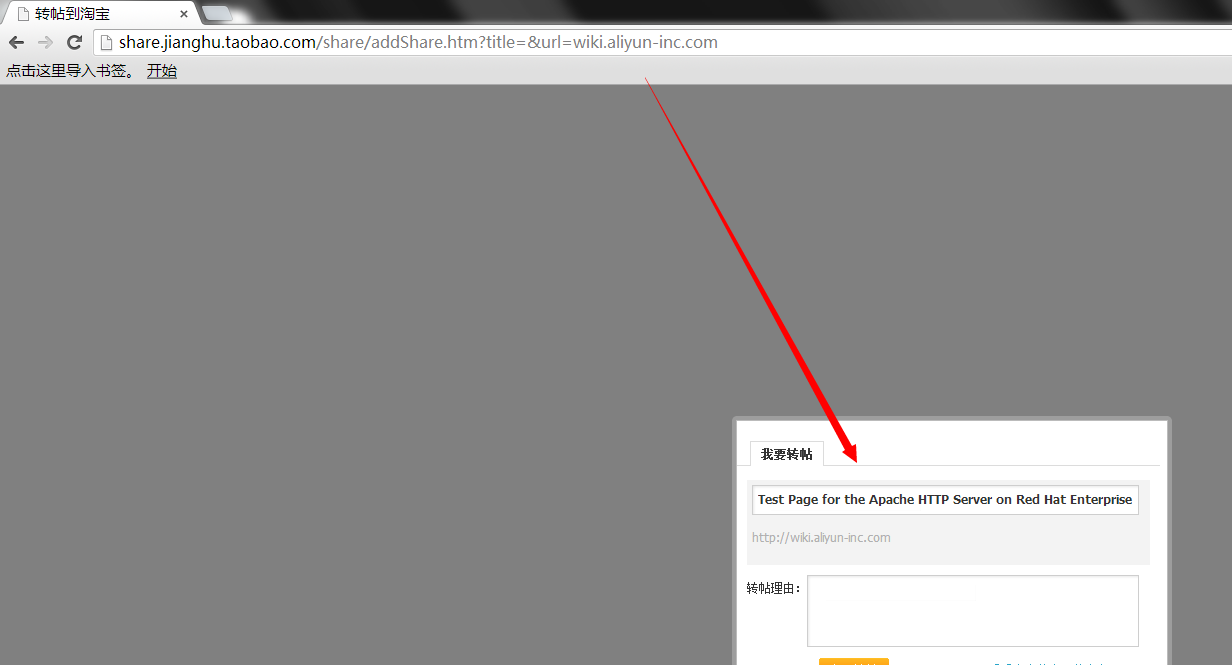 转帖到淘宝
share.jianghu.taobao.com/share/addShare.htm?title=&url=wiki.aliyun-inc.com
点击这里导入书签。 开始
我要转帖
Test Page for the Apache HTTP Server on Red Hat Enterprise
http://wiki.aliyun-inc.com
转帖理由：